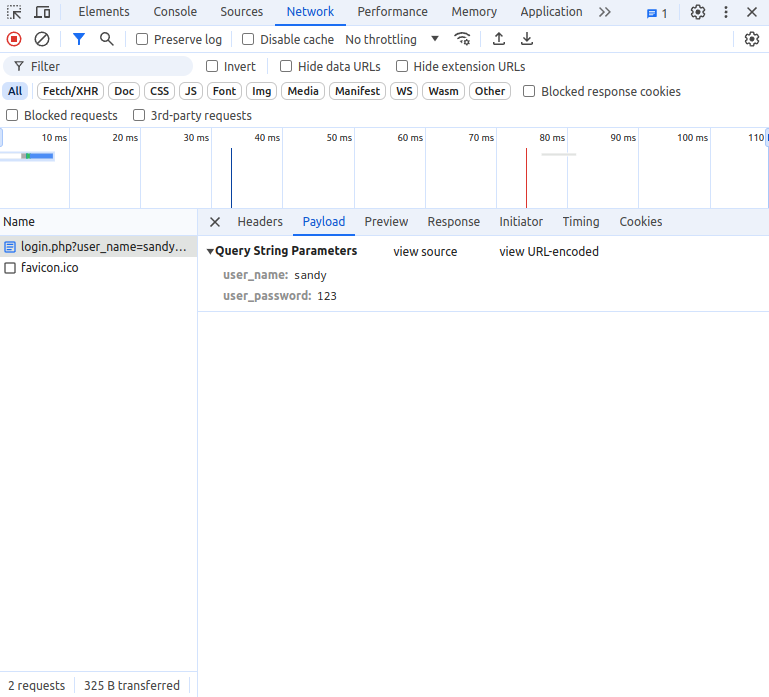 Elements Console Sources Network Performance Memory Application 1
Preserve log Disable cache No throttling
Filter Invert Hide data URLs Hide extension URLs
All Fetch/XHR Doc CSS JS Font Img Media Manifest WS Wasm Other Blocked response cookies
Blocked requests 3rd-party requests
10 ms 20 ms 30 ms 40 ms 50 ms 60 ms 70 ms 80 ms 90 ms 100 ms 110
Name Headers Payload Preview Response Initiator Timing Cookies
login.php?user_name=sandy… Query String Parameters view source view URL-encoded
favicon.ico
user_name: sandy
user_password: 123
2 requests 325 B transferred